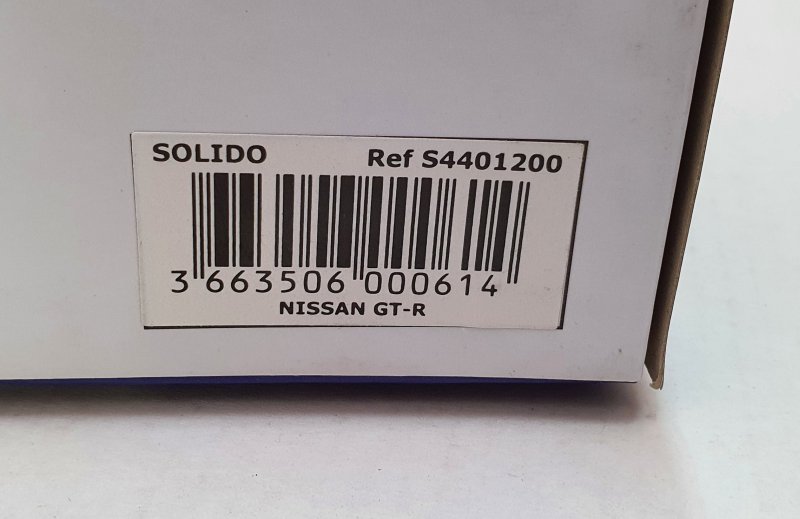 SOLIDO Ref S4401200
3 663506 000614
NISSAN GT-R